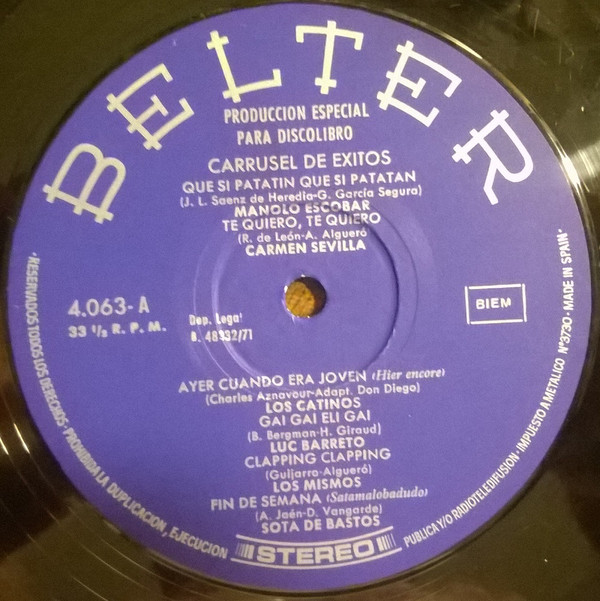 BELTER
PRODUCCION ESPECIAL
PARA DISCOLIBRO
CARRUSEL DE EXITOS
QUE SI PATATIN QUE SI PATATAN
(J. L. Saenz de Heredia-G. García Segura)
MANOLO ESCOBAR
TE QUIERO, TE QUIERO
(R. de León-A. Algueró
CARMEN SEVILLA
4.063-A
33 1/3 R. P. M.
Dep. Legal
B. 48332/71
BIEM
AYER CUANDO ERA JOVEN (Hier encore)
(Charles Aznavour-Adapt. Don Diego)
LOS CATINOS
GAI GAI ELI GAI
(B. Bergman-H. Giraud)
LUC BARRETO
CLAPPING CLAPPING
(Guijarro-Algueró)
LOS MISMOS
FIN DE SEMANA (Satamalobadudo)
(A. Jaén-D. Vangarde)
SOTA DE BASTOS
STEREO
·RESERVADOS TODOS LOS DERECHOS· PROHIBIDA LA DUPLICACION, EJECUCION
PUBLICA Y/O RADIOTELEDIFUSION· IMPUESTO A METALICO Nº3730- MADE IN SPAIN·